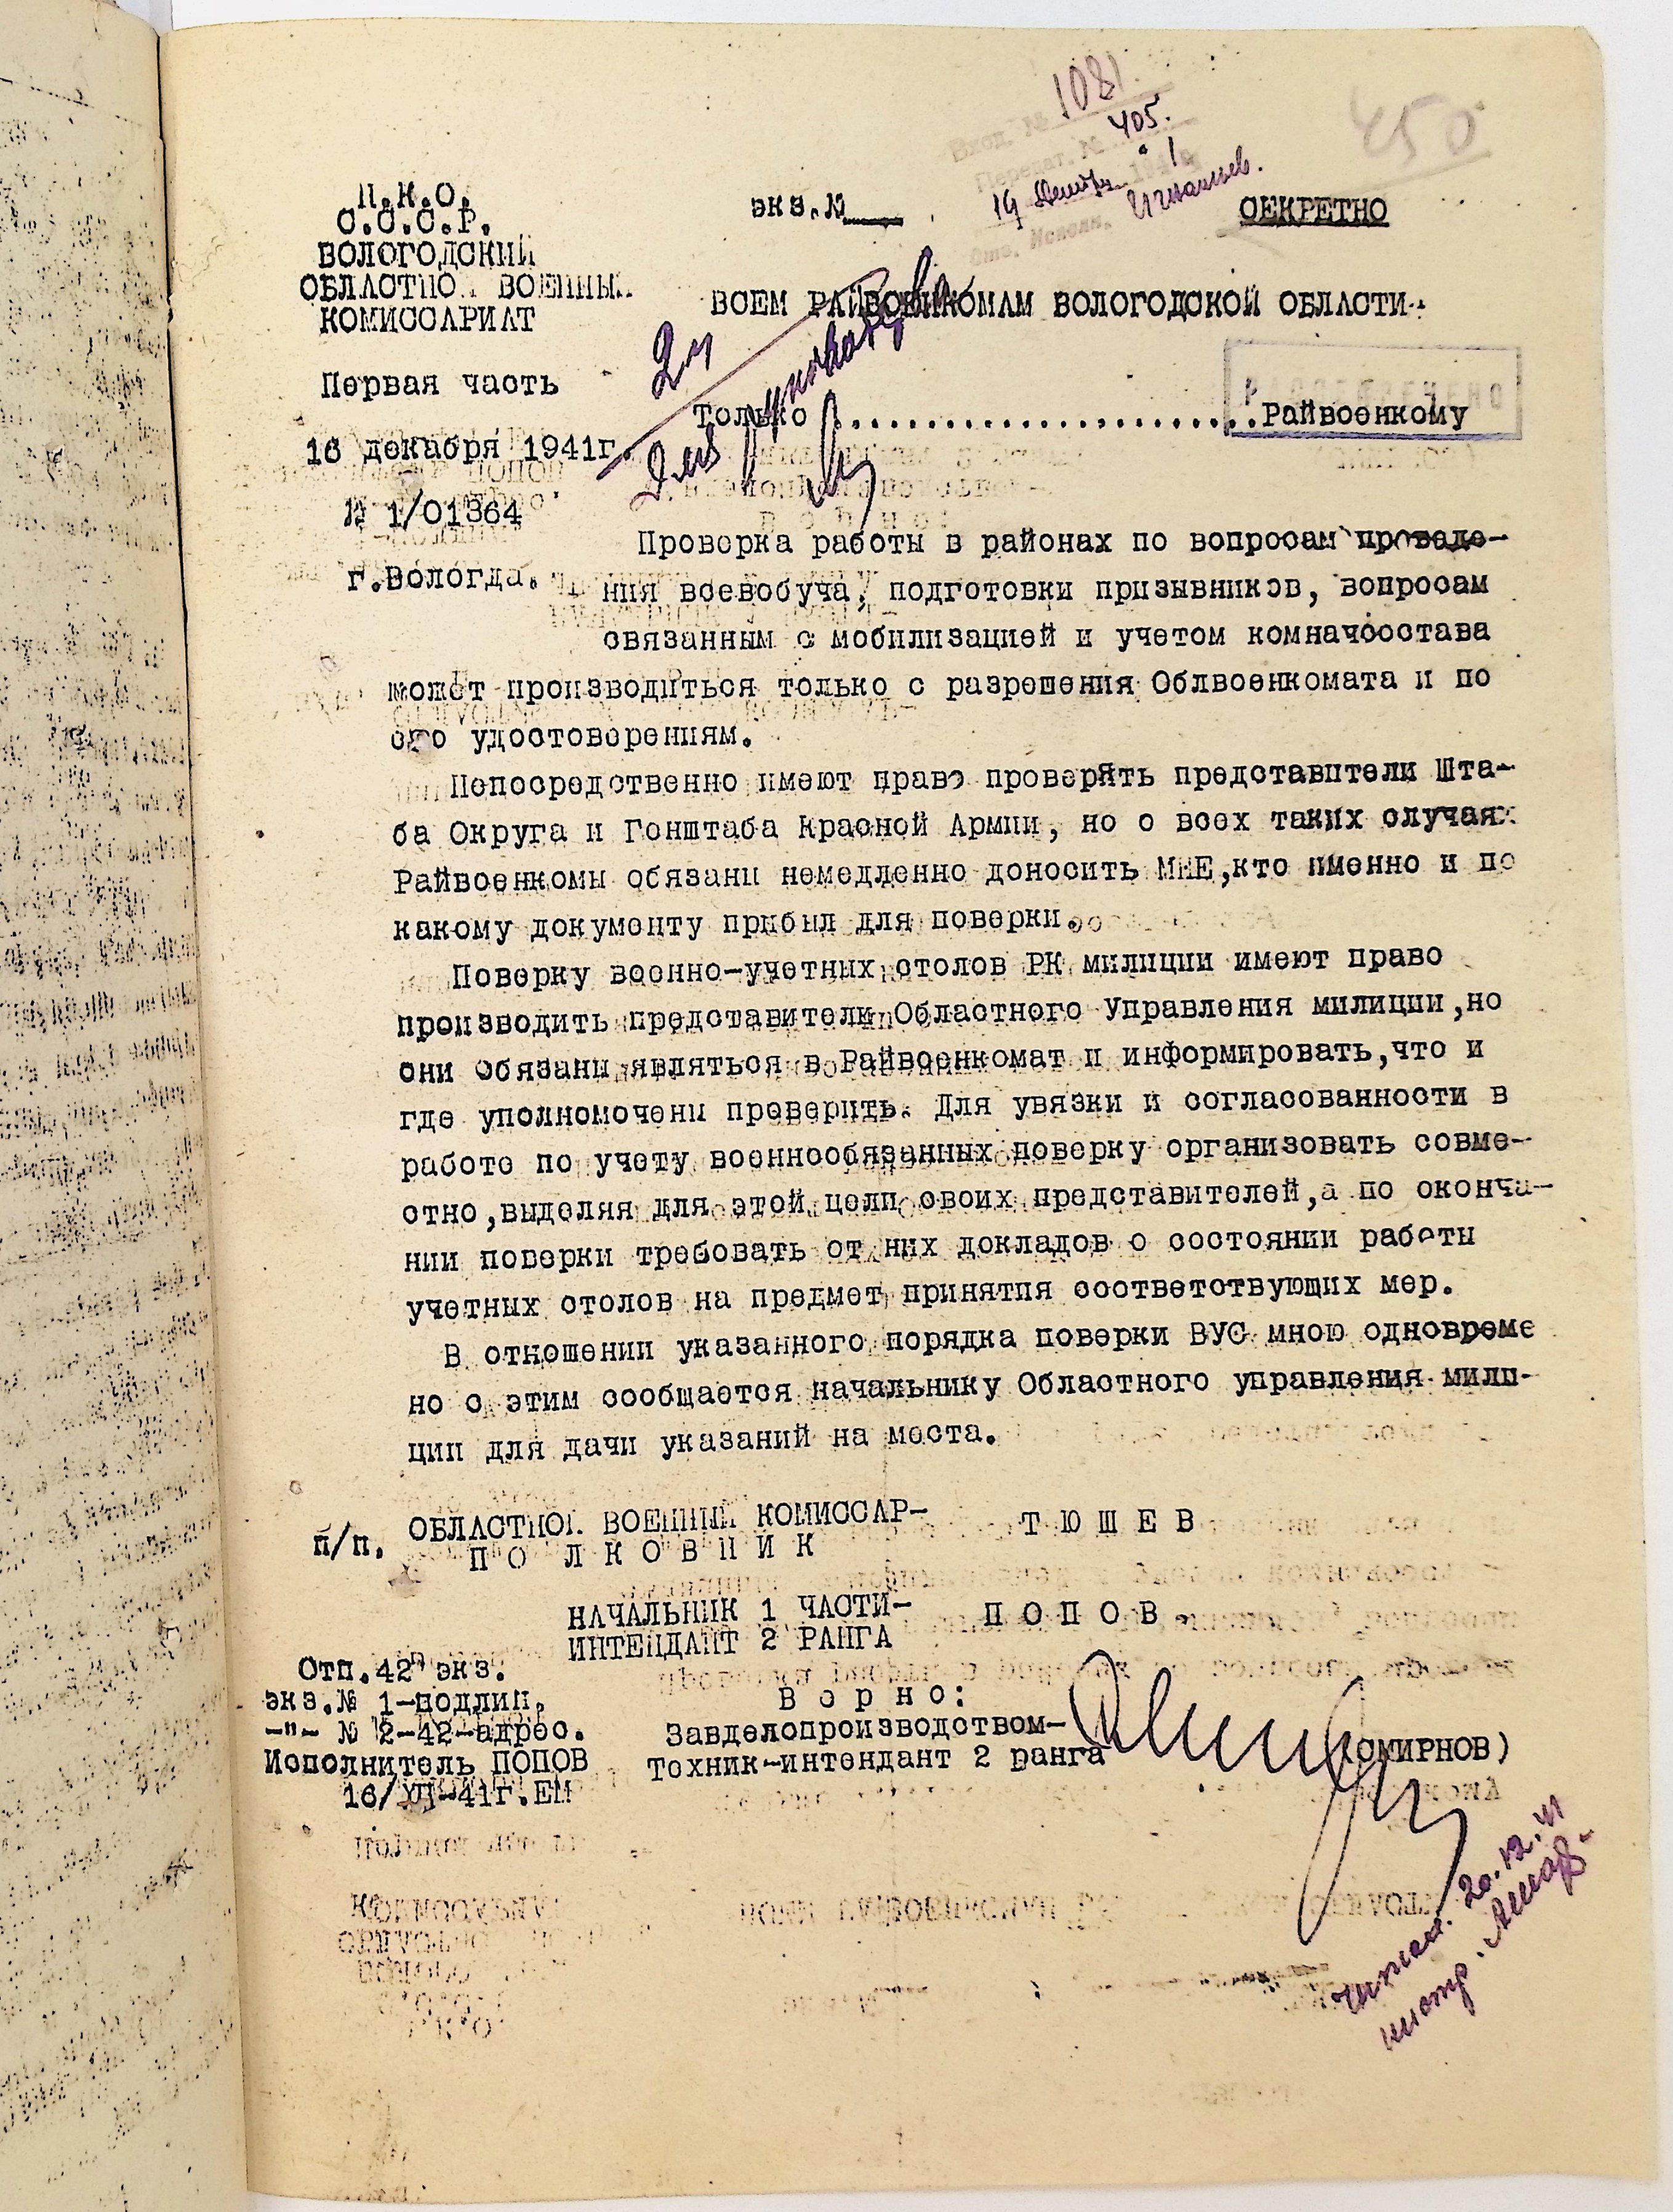 1081
405.
450
Н.К.О.
С.С.С.Р.
ВОЛОГОДСКИЙ
ОБЛАСТНОЙ ВОЕННЫЙ
КОМИССАРИАТ
экз.№
СЕКРЕТНО
ВСЕМ РАЙВОЕНКОМАМ ВОЛОГОДСКОЙ ОБЛАСТИ.
Первая часть
Только ........................Райвоенкому
РАССЕКРЕЧЕНО
16 декабря 1941г.
№ 1/01364
г.Вологда.
Проверка работы в районах по вопросам проведе-
ния всевобуча, подготовки призывников, вопросам
связанным с мобилизацией и учетом комначсостава
может производиться только с разрешения Облвоенкомата и по
его удостоверениям.
Непосредственно имеют право проверять представители Шта-
ба Округа и Генштаба Красной Армии, но о всех таких случаях
Райвоенкомы обязаны немедленно доносить МНЕ,кто именно и по
какому документу прибыл для поверки.
Поверку военно-учетных столов РК милиции имеют право
производить представители Областного Управления милиции,но
они обязаны являться в Райвоенкомат и информировать,что и
где уполномочены проверить. Для увязки и согласованности в
работе по учету военнообязанных поверку организовать совме-
стно,выделяя для этой цели своих представителей,а по оконча-
нии поверки требовать от них докладов о состоянии работы
учетных столов на предмет принятия соответствующих мер.
В отношении указанного порядка поверки ВУС мною одновреме
но с этим сообщается начальнику Областного управления мили-
ции для дачи указаний на места.
п/п. ОБЛАСТНОЙ ВОЕННЫЙ КОМИССАР-
ПОЛКОВНИК
ТЮШЕВ
НАЧАЛЬНИК 1 ЧАСТИ-
ИНТЕНДАНТ 2 РАНГА
ПОПОВ.
Отп.42 экз.
экз.№ 1-подлин.
-"- № 2-42-адрес.
Исполнитель ПОПОВ
16/ХП-41г.ЕМ
Верно:
Завделопроизводством-
Техник-интендант 2 ранга
(СМИРНОВ)
Читал. 20.12.41